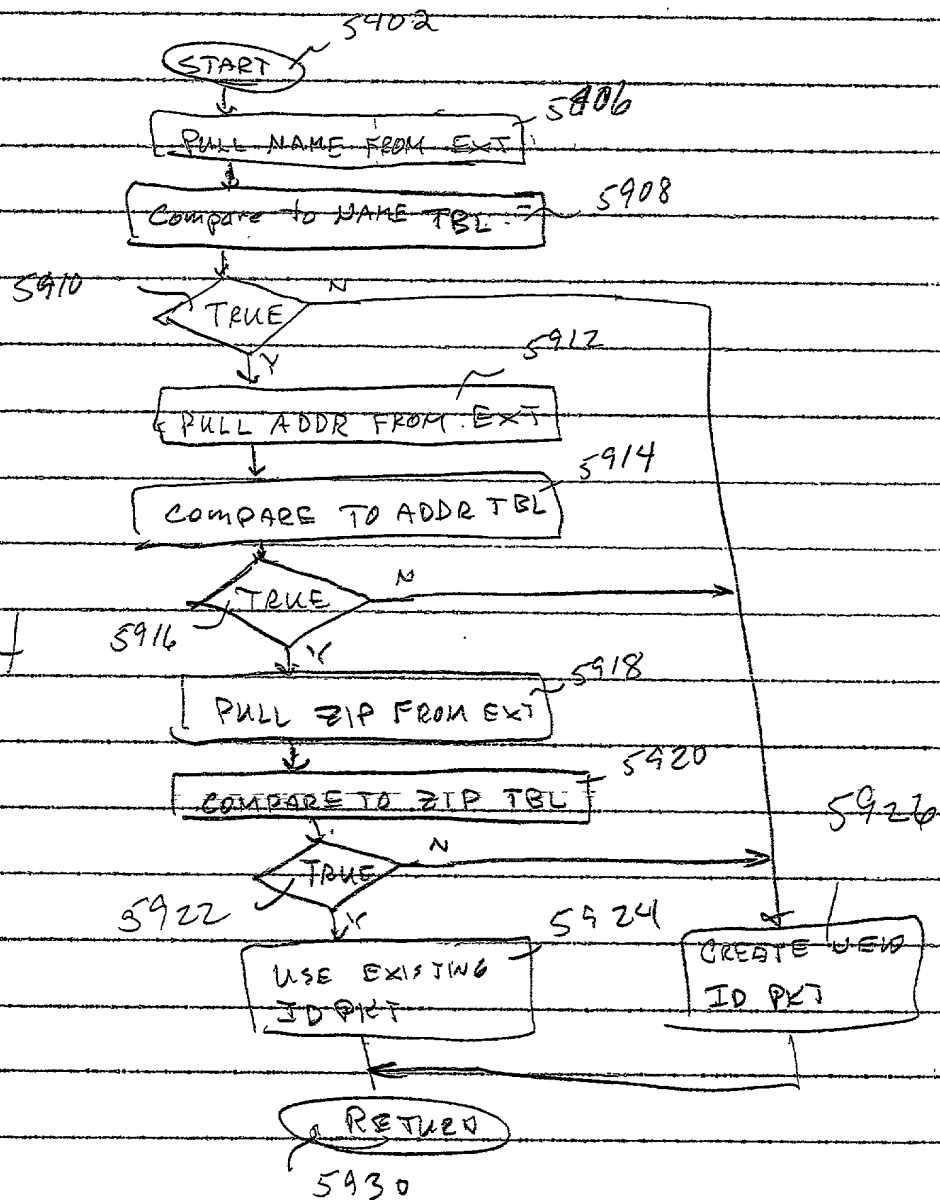 5902
START
5906
PULL NAME FROM EXT
Compare to NAME TBL
5908
5910
N
TRUE
Y
5912
PULL ADDR FROM EXT
5914
COMPARE TO ADDR TBL
N
TRUE
5916
Y
5918
PULL ZIP FROM EXT
5920
COMPARE TO ZIP TBL
5926
N
TRUE
5922
Y
5924
USE EXISTING
ID PKT
CREATE NEW
ID PKT
RETURN
5930